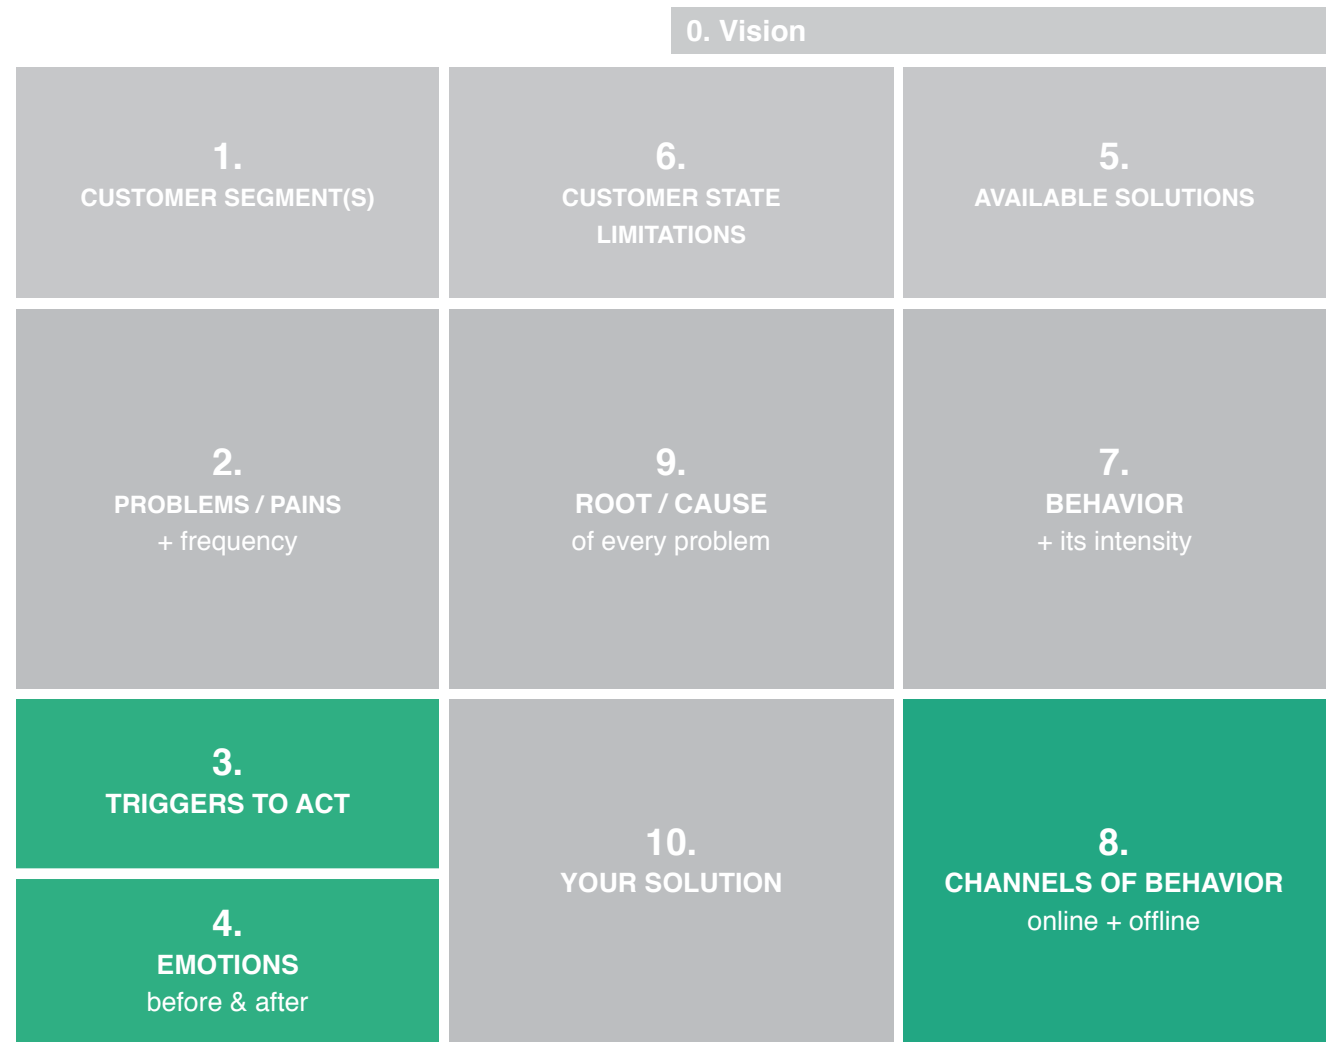 0. Vision
1.
CUSTOMER SEGMENT(S)
6.
CUSTOMER STATE
LIMITATIONS
5.
AVAILABLE SOLUTIONS
2.
PROBLEMS / PAINS
+ frequency
9.
ROOT / CAUSE
of every problem
7.
BEHAVIOR
+ its intensity
3.
TRIGGERS TO ACT
4.
EMOTIONS
before & after
10.
YOUR SOLUTION
8.
CHANNELS OF BEHAVIOR
online + offline